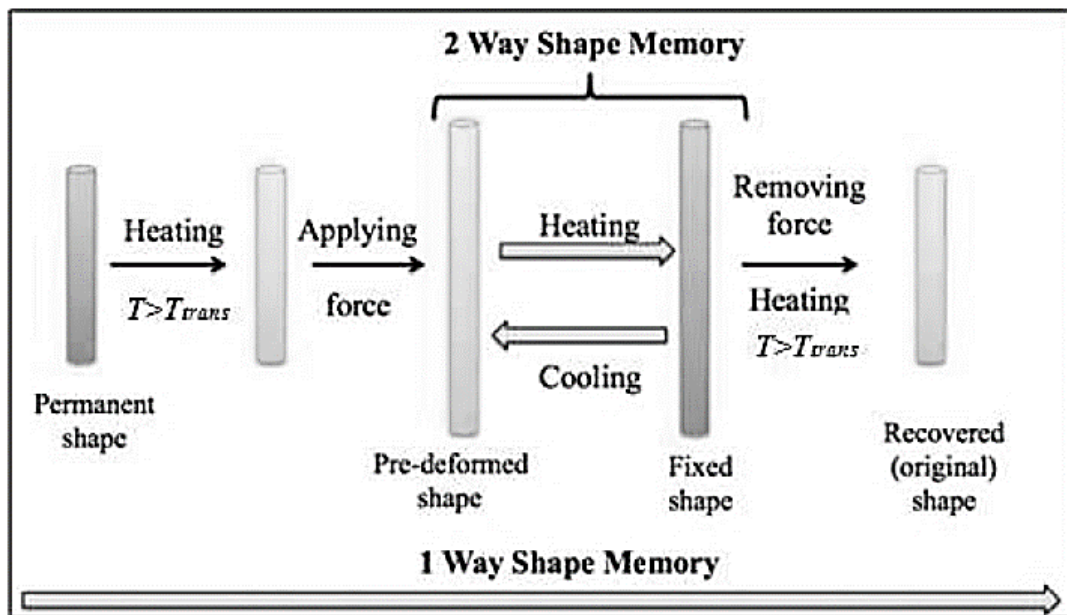 2 Way Shape Memory
Heating
T>Ttrans
Applying
force
Heating
Cooling
Removing
force
Heating
T>Ttrans
Permanent
shape
Pre-deformed
shape
Fixed
shape
Recovered
(original)
shape
1 Way Shape Memory